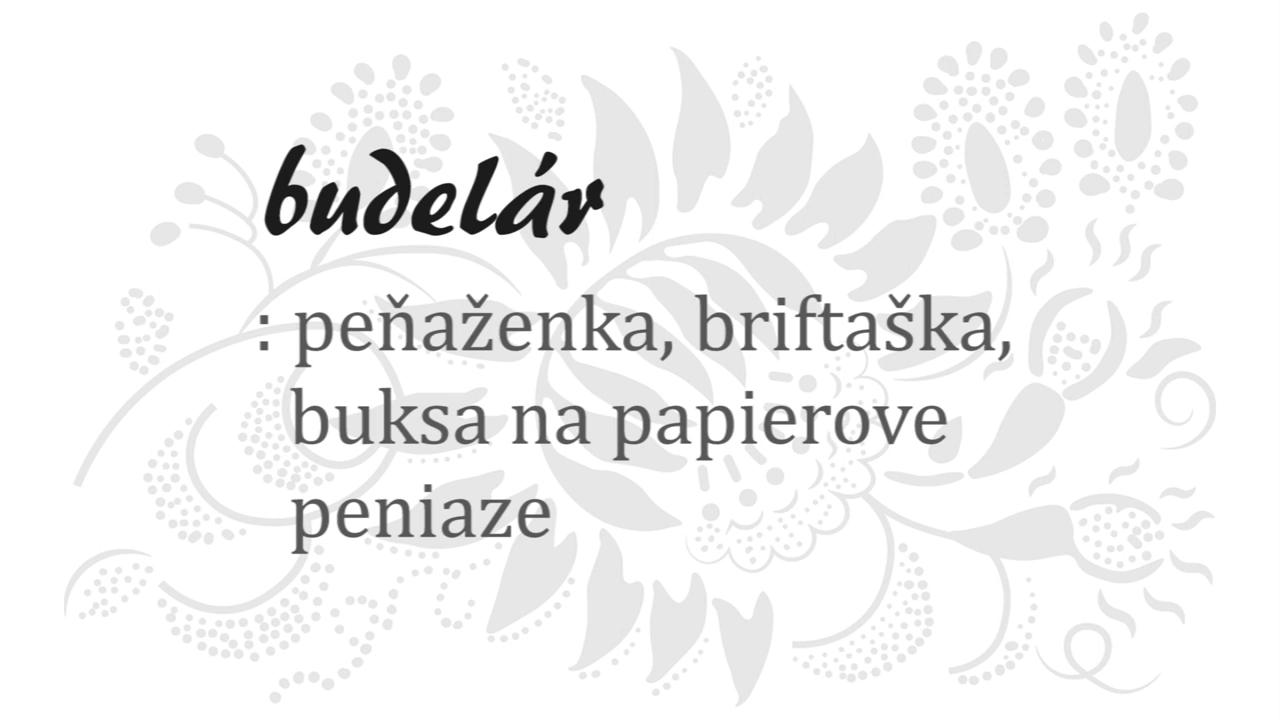 budelár
: peňaženka, briftaška,
buksa na papierove
peniaze